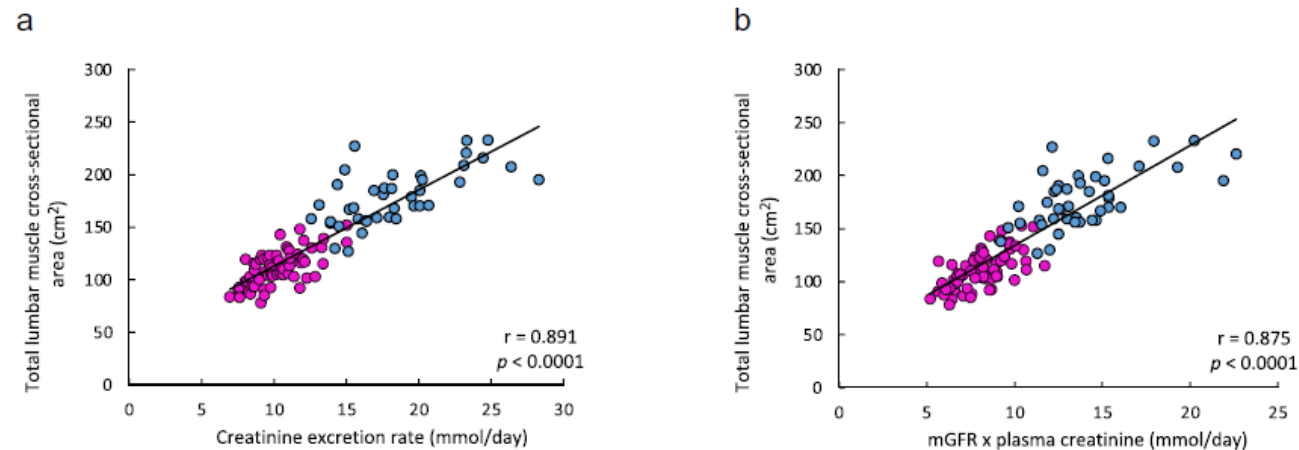 a
300
250
200
150
100
50
0
Total lumbar muscle cross-sectional
area (cm²)
r = 0.891
p < 0.0001
0 5 10 15 20 25 30
Creatinine excretion rate (mmol/day)
b
300
250
200
150
100
50
0
Total lumbar muscle cross-sectional
area (cm²)
r = 0.875
p < 0.0001
0 5 10 15 20 25
mGFR x plasma creatinine (mmol/day)